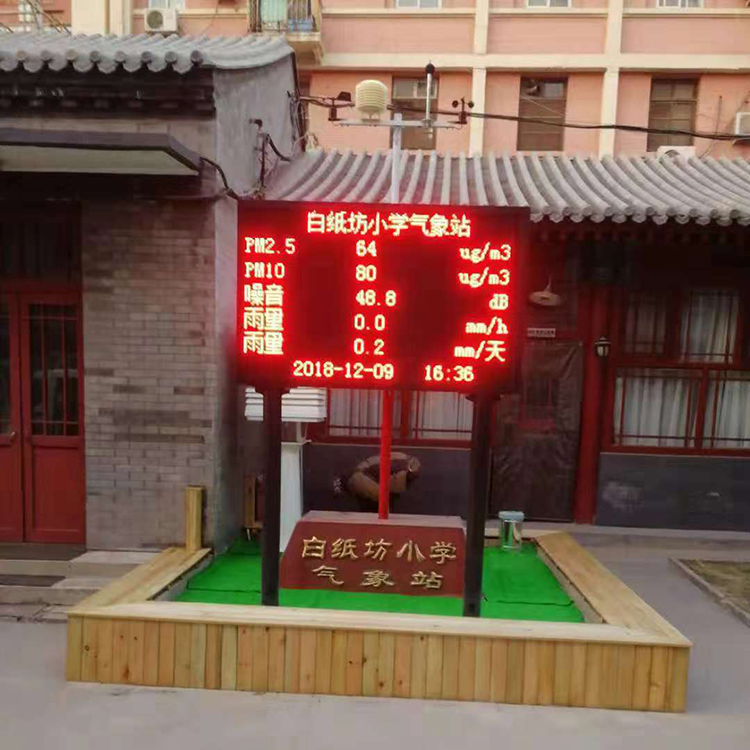 白纸坊小学气象站
PM2.5 64 ug/m3
PM10 80 ug/m3
噪音 48.8 dB
雨量 0.0 mm/h
雨量 0.2 mm/天
2018-12-09 16:36
白纸坊小学
气象站